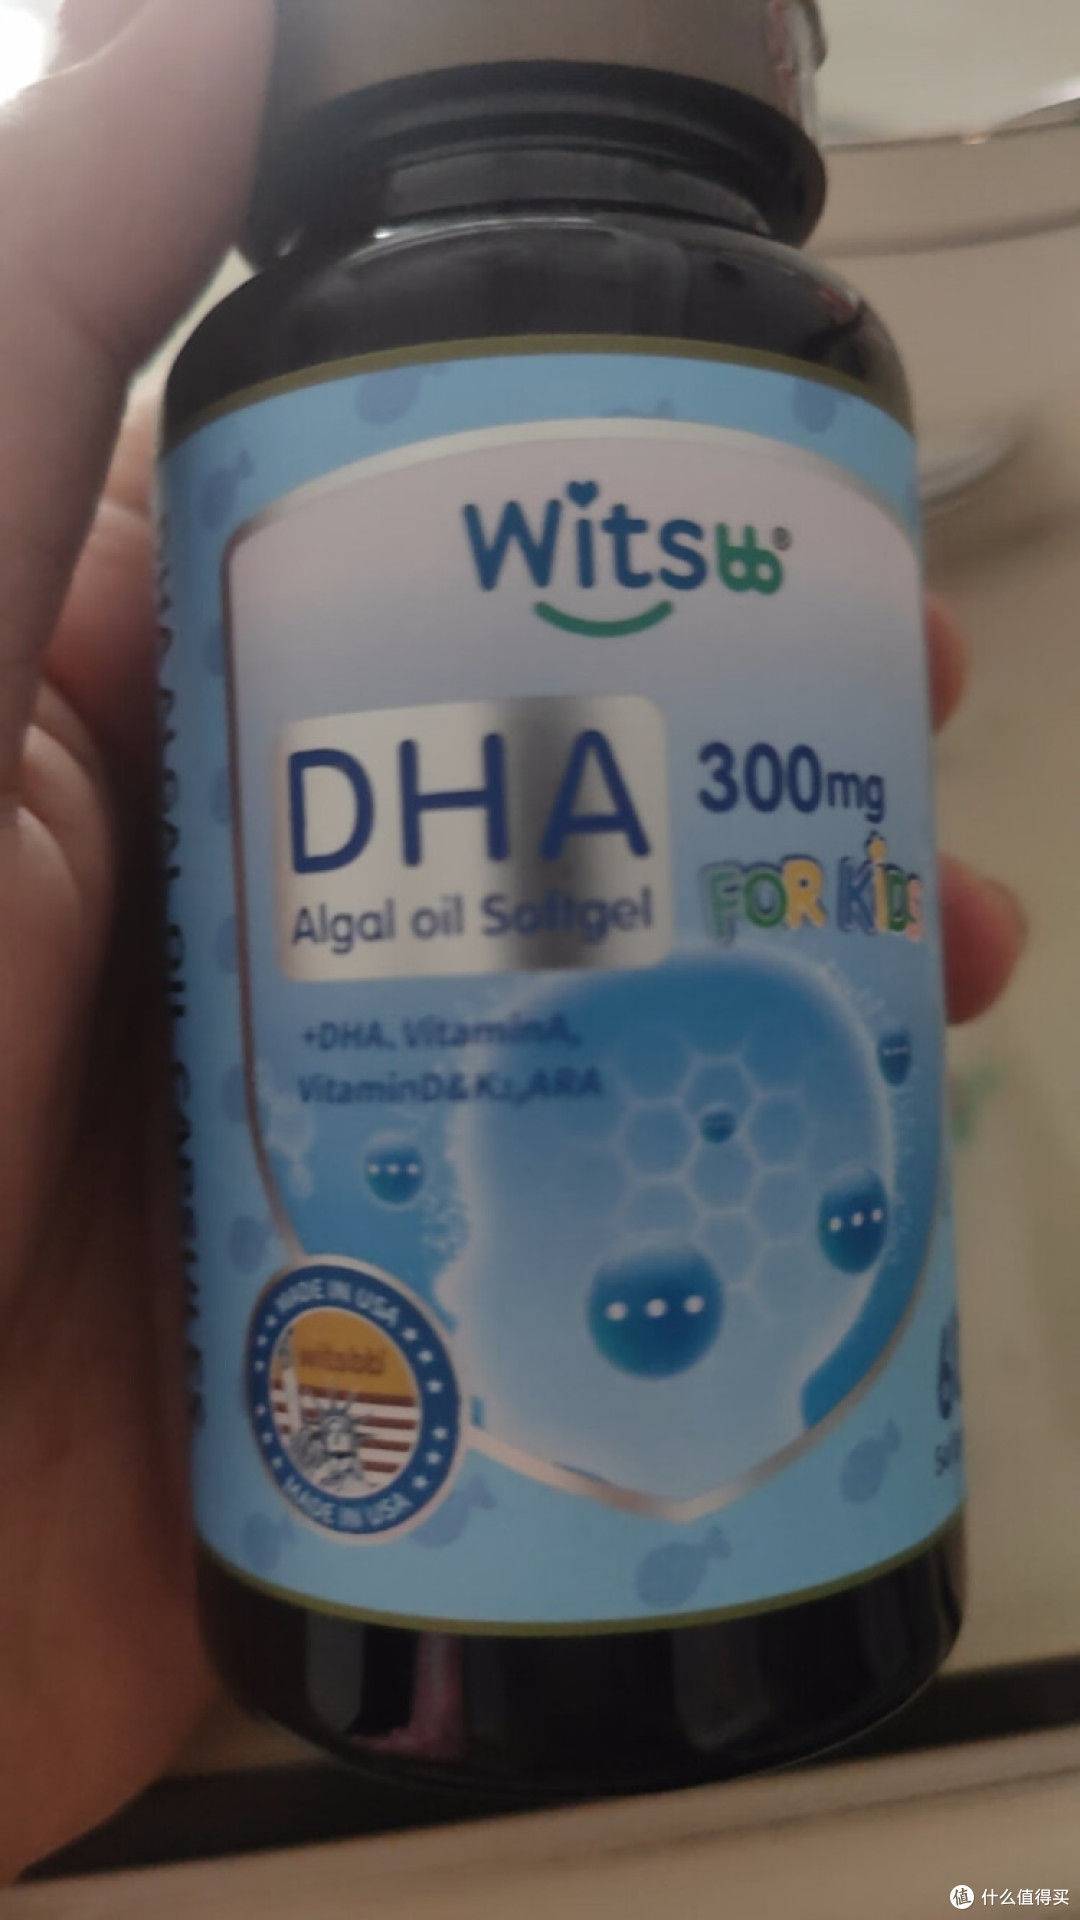 Witsbb®
DHA
Algal oil Softgel
300mg
FOR KiDS
+DHA、VitaminA,
VitaminD&K₂,ARA
MADE IN USA
witsbb
MADE IN USA
值 什么值得买